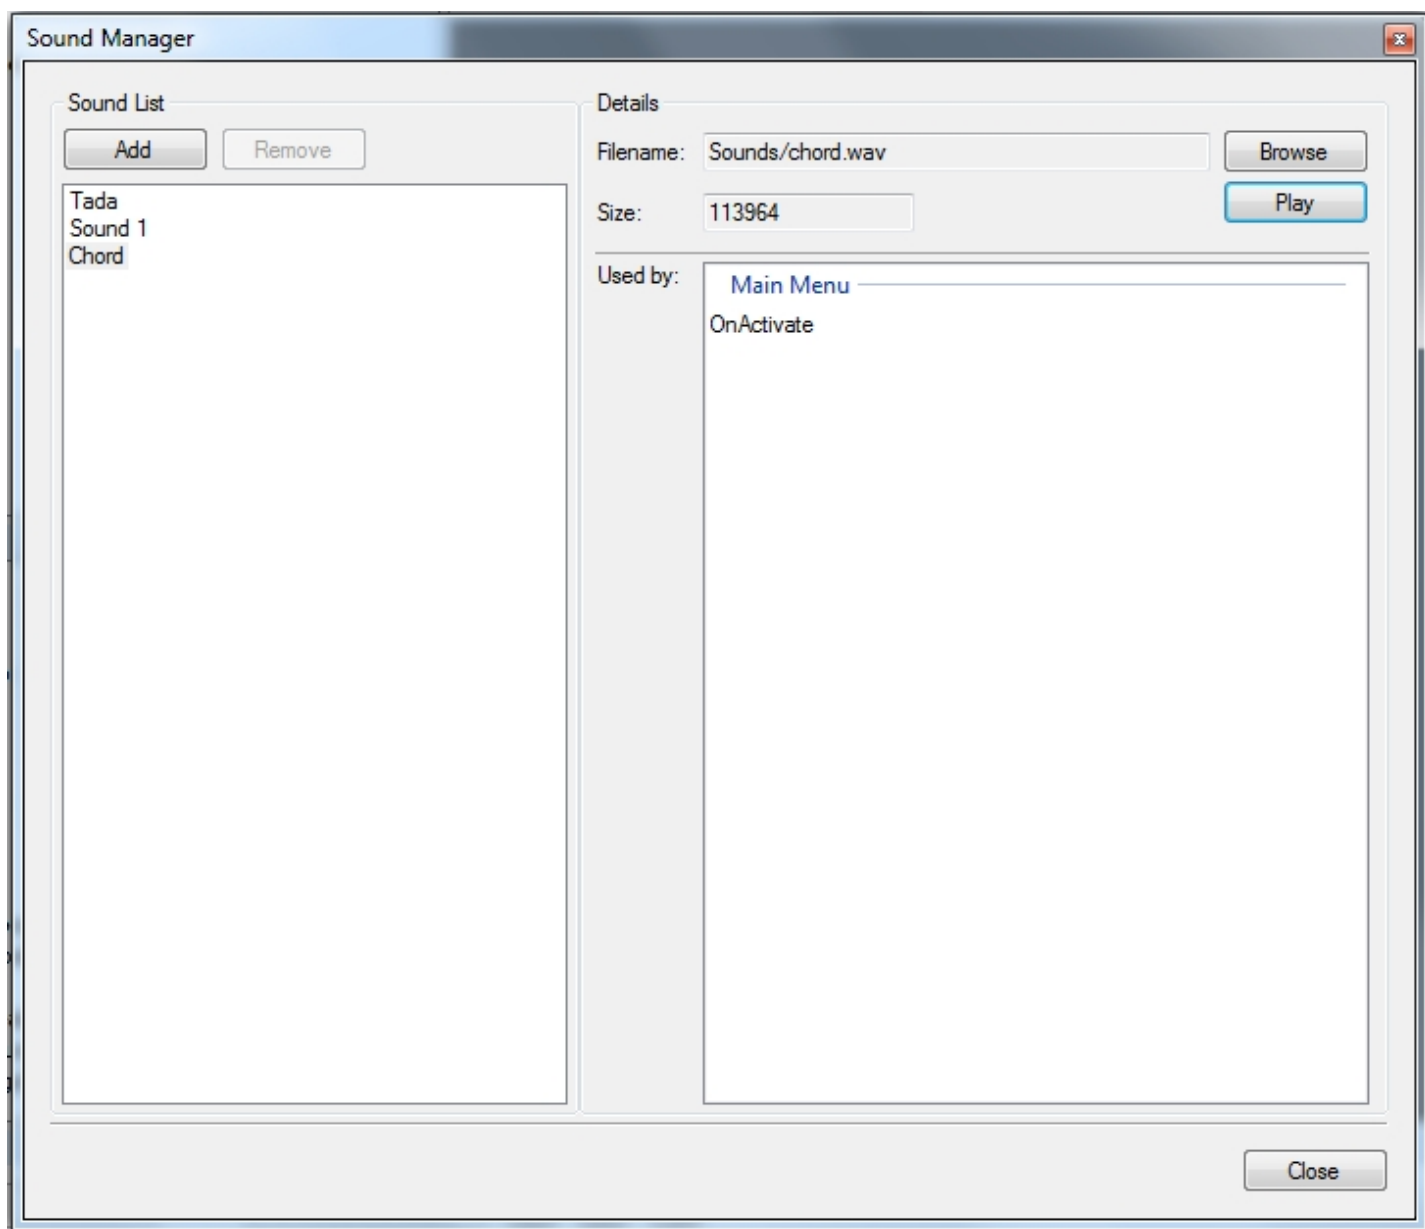 Sound Manager
Sound List
Add Remove
Tada
Sound 1
Chord
Details
Filename: Sounds/chord.wav Browse
Size: 113964 Play
Used by:
Main Menu
OnActivate
Close